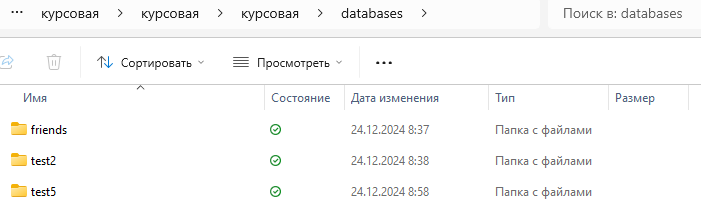 ••• курсовая > курсовая > курсовая > databases > Поиск в: databases
Сортировать Просмотреть •••
Имя Состояние Дата изменения Тип Размер
friends 24.12.2024 8:37 Папка с файлами
test2 24.12.2024 8:38 Папка с файлами
test5 24.12.2024 8:58 Папка с файлами